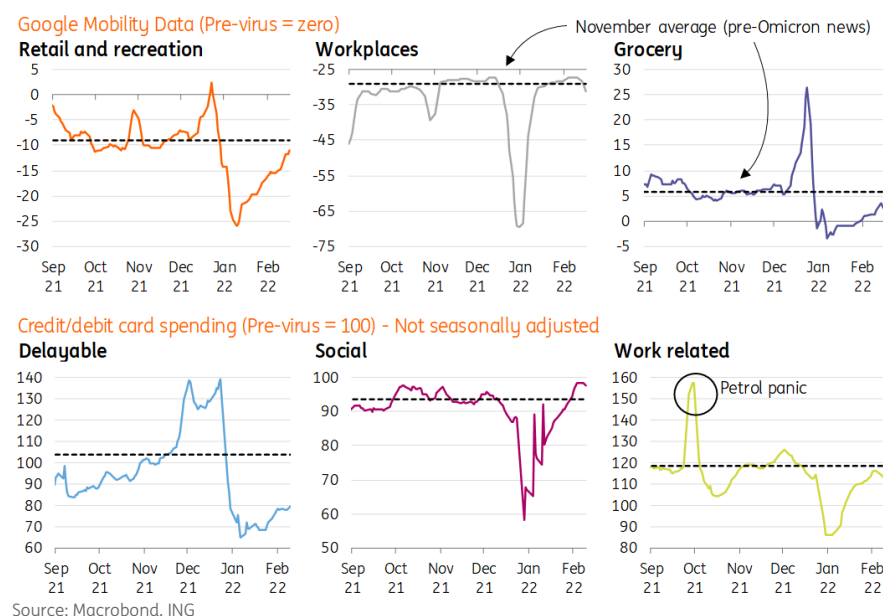 Google Mobility Data (Pre-virus = zero)
November average (pre-Omicron news)
Retail and recreation
5
0
-5
-10
-15
-20
-25
-30
Sep Oct Nov Dec Jan Feb
21 21 21 21 22 22
Workplaces
-25
-35
-45
-55
-65
-75
Sep Oct Nov Dec Jan Feb
21 21 21 21 22 22
Grocery
30
25
20
15
10
5
0
-5
Sep Oct Nov Dec Jan Feb
21 21 21 21 22 22
Credit/debit card spending (Pre-virus = 100) - Not seasonally adjusted
Delayable
140
130
120
110
100
90
80
70
60
Sep Oct Nov Dec Jan Feb
21 21 21 21 22 22
Social
100
90
80
70
60
50
Sep Oct Nov Dec Jan Feb
21 21 21 21 22 22
Work related
160
150
140
130
120
110
100
90
80
Petrol panic
Sep Oct Nov Dec Jan Feb
21 21 21 21 22 22
Source: Macrobond, ING